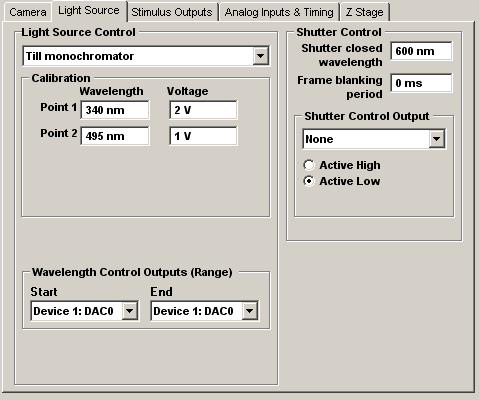 Camera Light Source Stimulus Outputs Analog Inputs & Timing Z Stage
Light Source Control
Till monochromator
Calibration
Wavelength Voltage
Point 1 340 nm 2 V
Point 2 495 nm 1 V
Wavelength Control Outputs (Range)
Start End
Device 1: DAC0 Device 1: DAC0
Shutter Control
Shutter closed
wavelength
600 nm
Frame blanking
period
0 ms
Shutter Control Output
None
Active High
Active Low